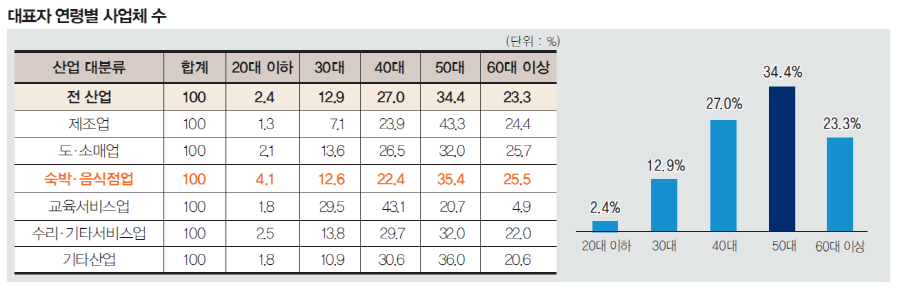 대표자 연령별 사업체 수
(단위 : %)
산업 대분류 합계 20대 이하 30대 40대 50대 60대 이상
전 산업 100 2.4 12.9 27.0 34.4 23.3
제조업 100 1.3 7.1 23.9 43.3 24.4
도·소매업 100 2.1 13.6 26.5 32.0 25.7
숙박·음식점업 100 4.1 12.6 22.4 35.4 25.5
교육서비스업 100 1.8 29.5 43.1 20.7 4.9
수리·기타서비스업 100 2.5 13.8 29.7 32.0 22.0
기타산업 100 1.8 10.9 30.6 36.0 20.6
2.4% 12.9% 27.0% 34.4% 23.3%
20대 이하 30대 40대 50대 60대 이상